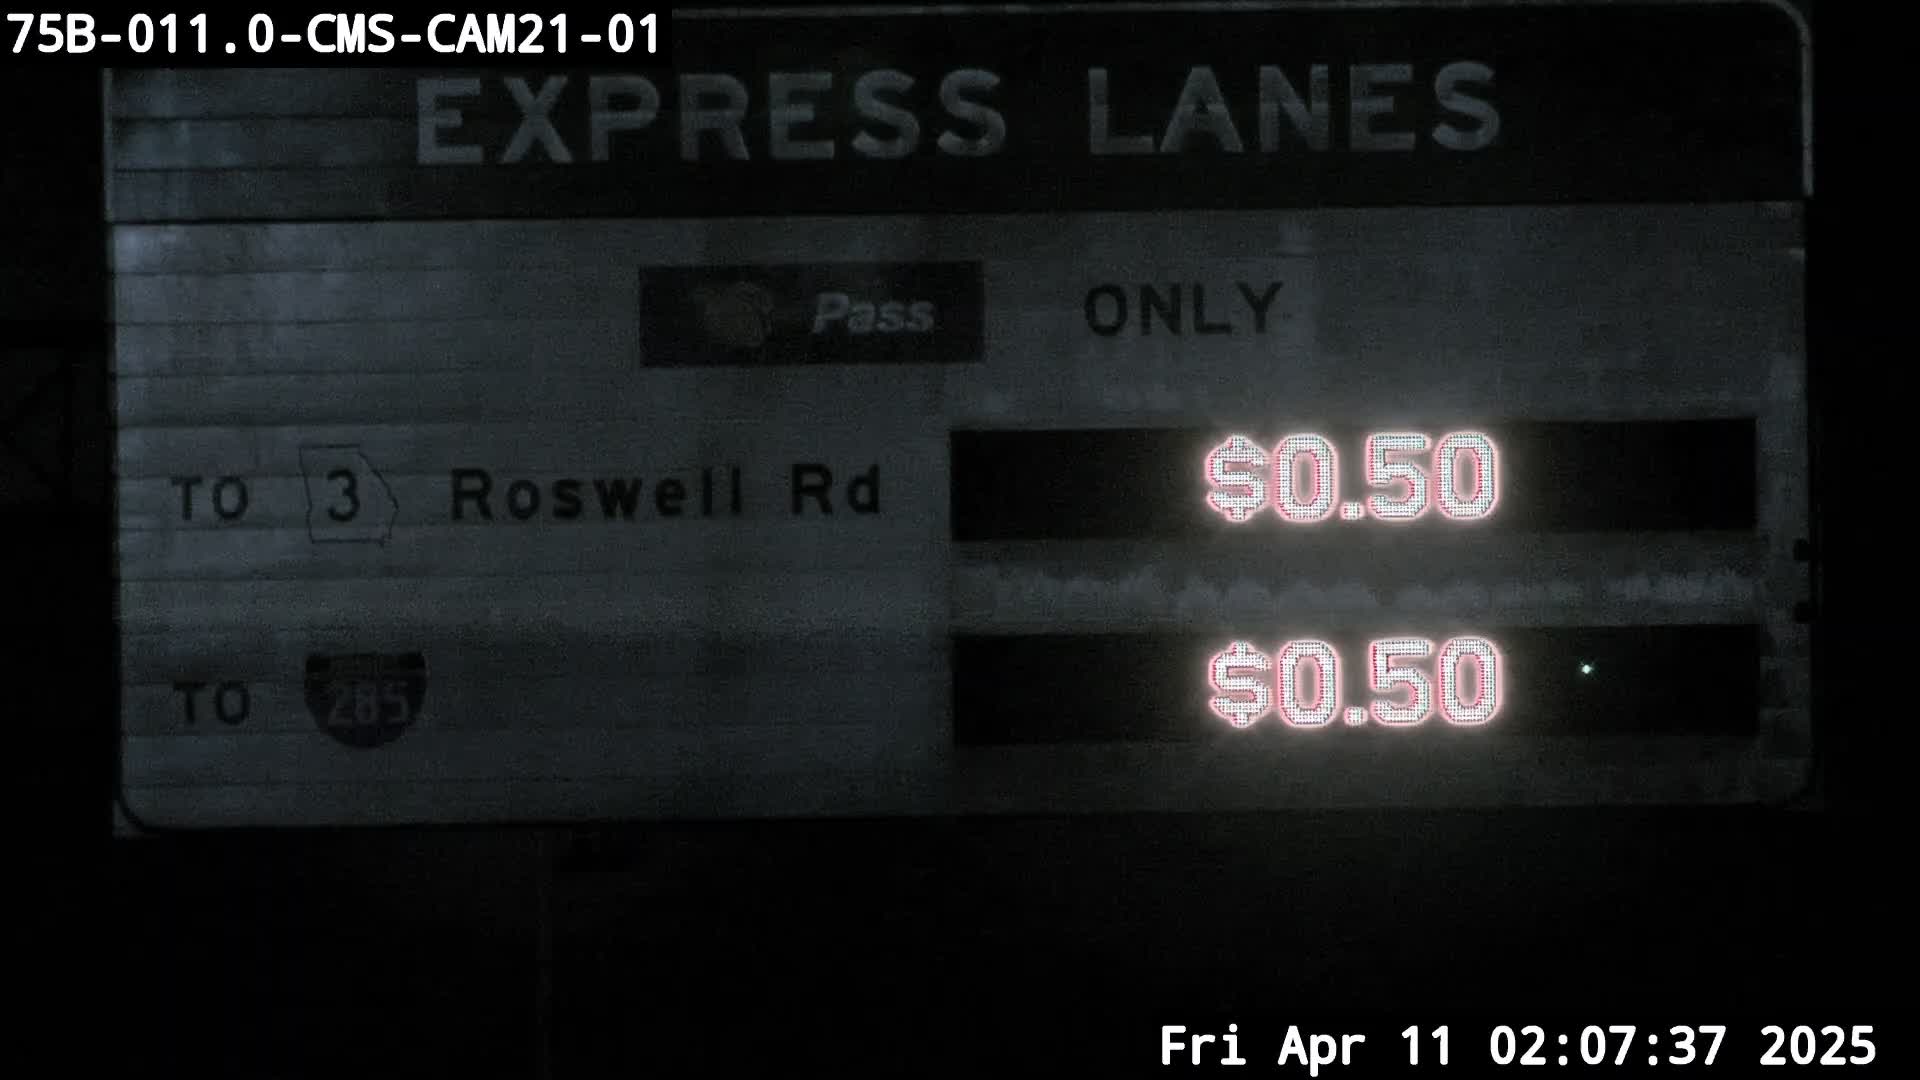 75B-011.0-CMS-CAM21-01
EXPRESS LANES
Pass ONLY
TO 3 Roswell Rd $0.50
TO 285 $0.50
Fri Apr 11 02:07:37 2025